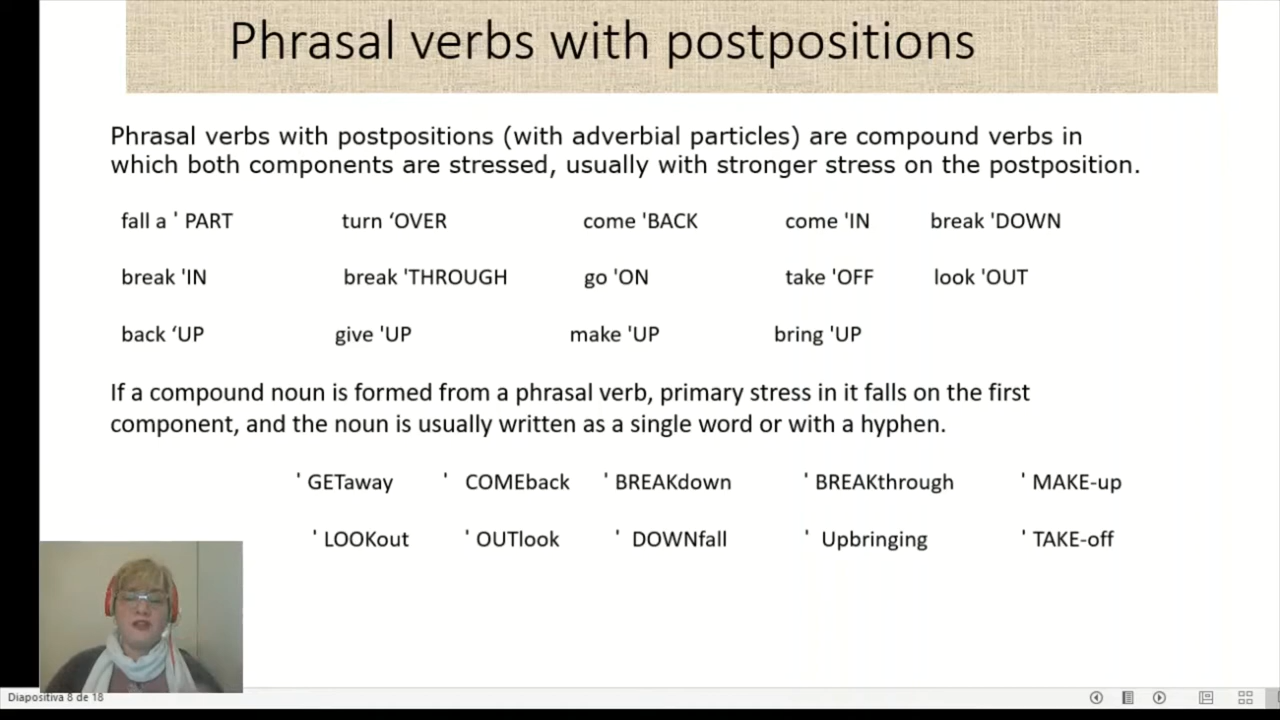 Phrasal verbs with postpositions
Phrasal verbs with postpositions (with adverbial particles) are compound verbs in
which both components are stressed, usually with stronger stress on the postposition.
fall a ' PART turn ‘OVER come 'BACK come 'IN break 'DOWN
break 'IN break 'THROUGH go 'ON take 'OFF look 'OUT
back ‘UP give 'UP make 'UP bring 'UP
If a compound noun is formed from a phrasal verb, primary stress in it falls on the first
component, and the noun is usually written as a single word or with a hyphen.
' GETaway ' COMEback ' BREAKdown ' BREAKthrough ' MAKE-up
' LOOKout ' OUTlook ' DOWNfall ' Upbringing ' TAKE-off
Diapositiva 8 de 18